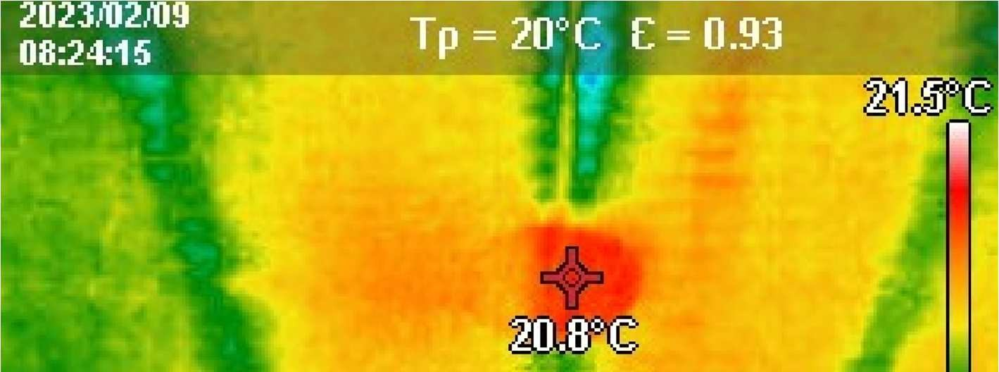 2023/02/09
08:24:15
Tp = 20°C Ɛ = 0.93
21.5°C
20.8°C